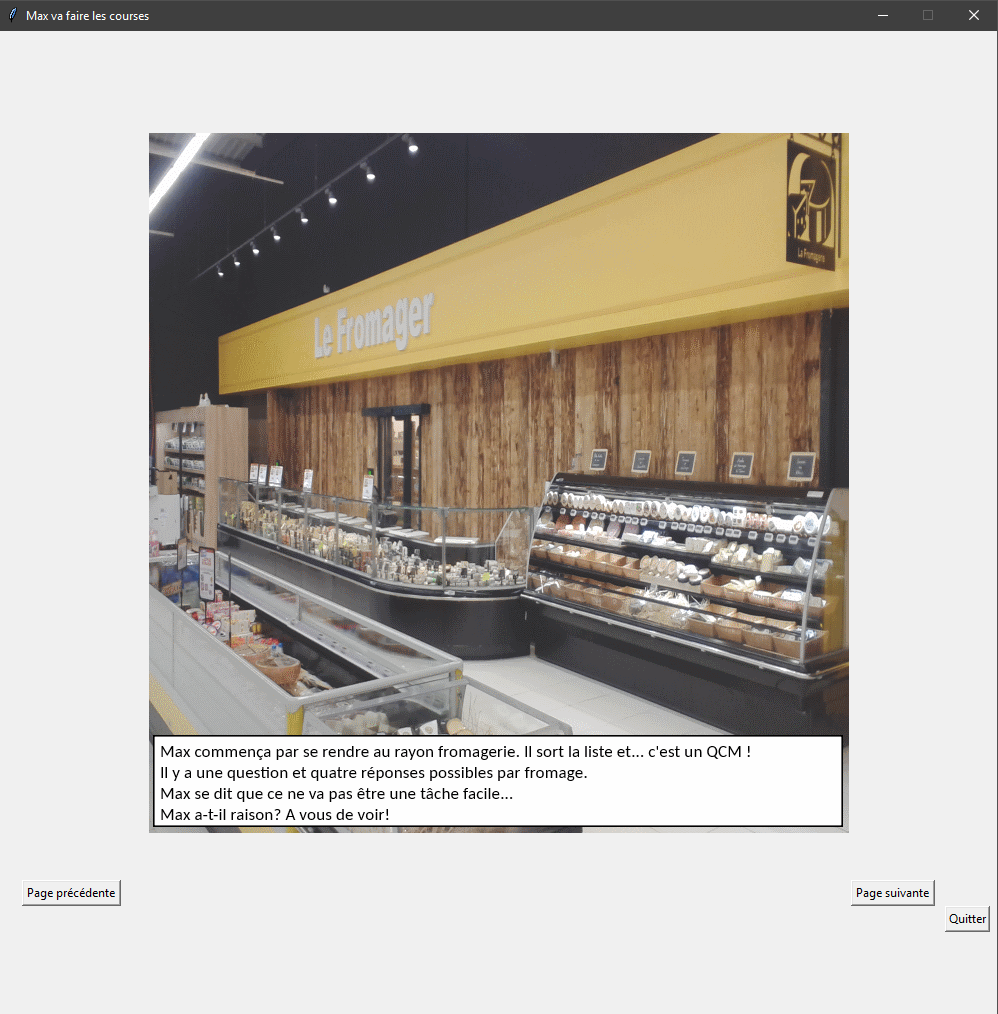 Max va faire les courses
La Fromagerie
Le Fromager
Max commença par se rendre au rayon fromagerie. Il sort la liste et... c'est un QCM !
Il y a une question et quatre réponses possibles par fromage.
Max se dit que ce ne va pas être une tâche facile...
Max a-t-il raison? A vous de voir!
Page précédente
Page suivante
Quitter